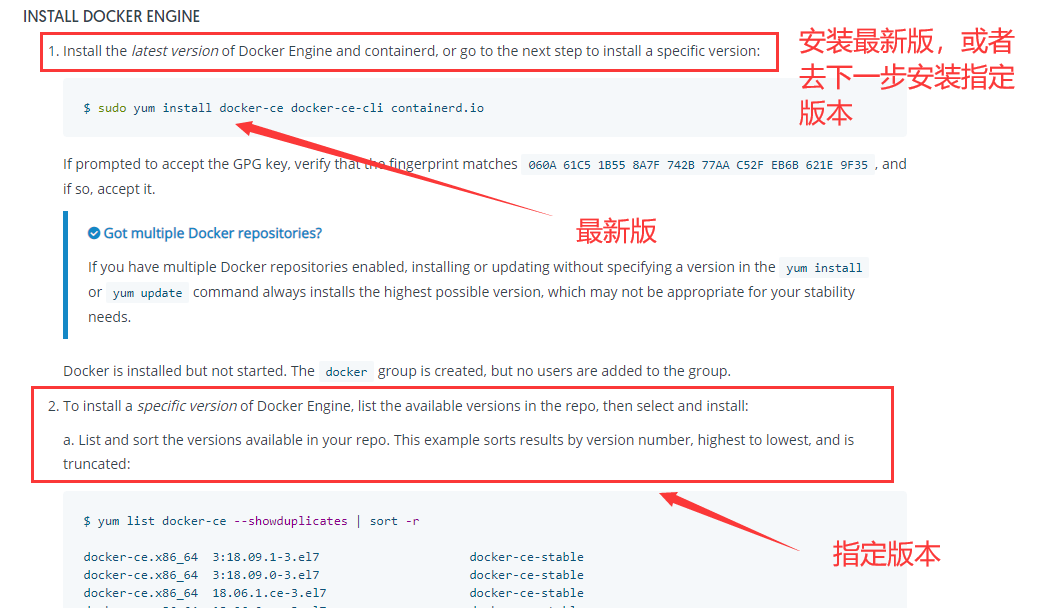 INSTALL DOCKER ENGINE
1. Install the latest version of Docker Engine and containerd, or go to the next step to install a specific version:
安装最新版，或者
去下一步安装指定
版本
$ sudo yum install docker-ce docker-ce-cli containerd.io
If prompted to accept the GPG key, verify that the fingerprint matches 060A 61C5 1B55 8A7F 742B 77AA C52F EB6B 621E 9F35 , and
if so, accept it.
最新版
Got multiple Docker repositories?
If you have multiple Docker repositories enabled, installing or updating without specifying a version in the yum install
or yum update command always installs the highest possible version, which may not be appropriate for your stability
needs.
Docker is installed but not started. The docker group is created, but no users are added to the group.
2. To install a specific version of Docker Engine, list the available versions in the repo, then select and install:
a. List and sort the versions available in your repo. This example sorts results by version number, highest to lowest, and is
truncated:
$ yum list docker-ce --showduplicates | sort -r
指定版本
docker-ce.x86_64 3:18.09.1-3.el7 docker-ce-stable
docker-ce.x86_64 3:18.09.0-3.el7 docker-ce-stable
docker-ce.x86_64 18.06.1.ce-3.el7 docker-ce-stable